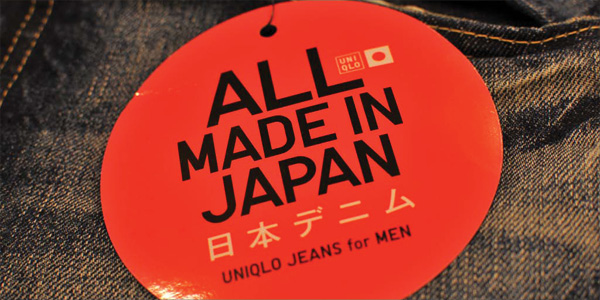 UNI
QLO
ALL
MADE IN
JAPAN
日本デニム
UNIQLO JEANS for MEN